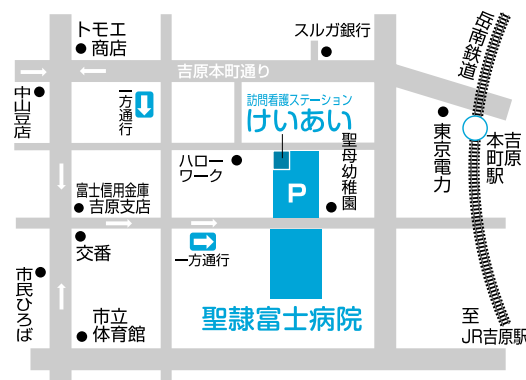 トモエ
商店
スルガ銀行
岳南鉄道
吉原本町通り
中山豆店
一方
通行
訪問看護ステーション
けいあい
聖母幼稚園
東京電力
吉原
本町駅
ハロー
ワーク
P
富士信用金庫
吉原支店
交番
一方通行
市民ひろば
市立
体育館
聖隷富士病院
至
JR吉原駅